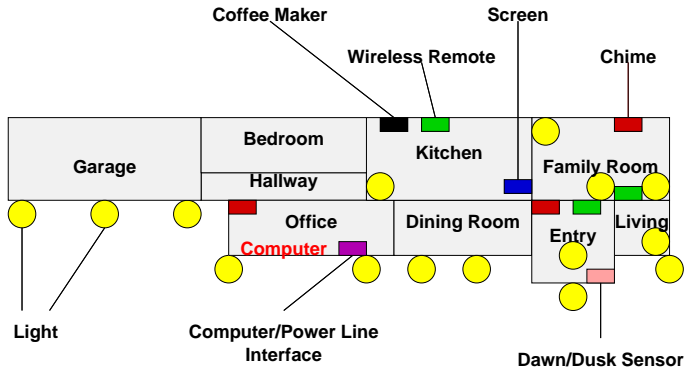 Coffee Maker
Screen
Wireless Remote
Chime
Bedroom
Garage
Kitchen
Family Room
Hallway
Office
Dining Room
Living
Entry
Computer
Light
Computer/Power Line
Interface
Dawn/Dusk Sensor